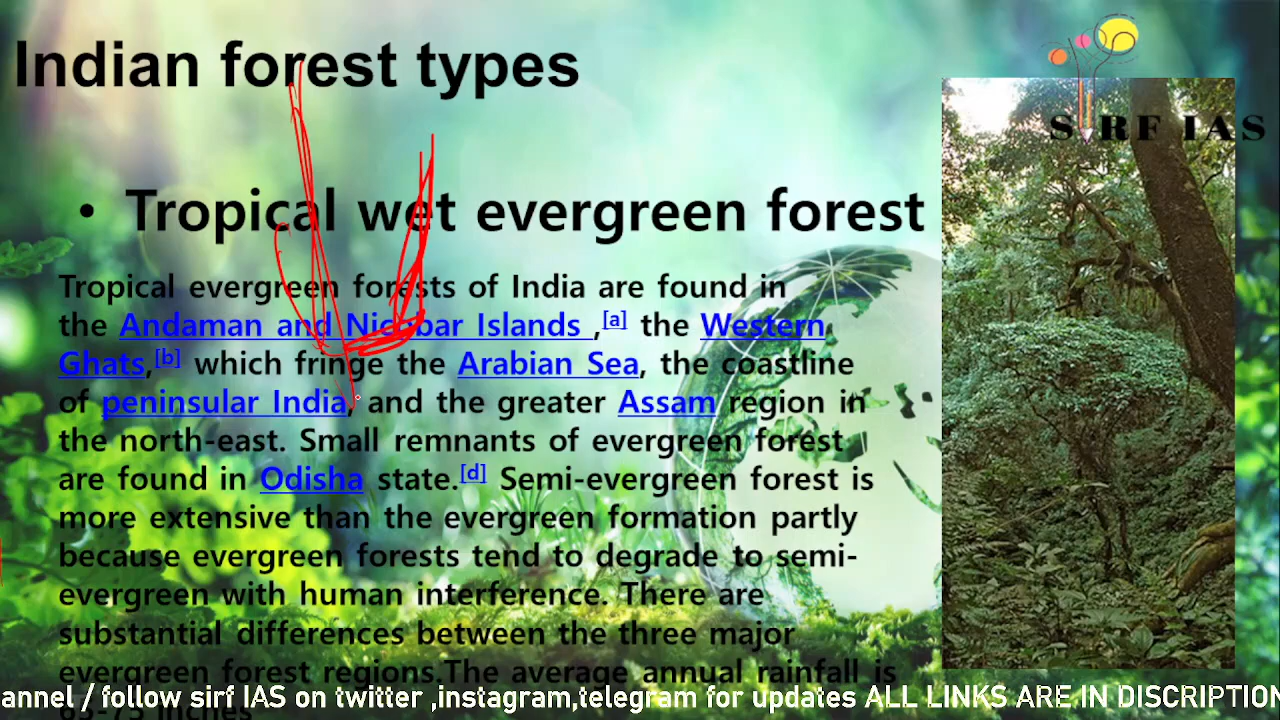 Indian forest types
SIRF IAS
• Tropical wet evergreen forest
Tropical evergreen forests of India are found in
the Andaman and Nicobar Islands ,[a] the Western
Ghats,[b] which fringe the Arabian Sea, the coastline
of peninsular India, and the greater Assam region in
the north-east. Small remnants of evergreen forest
are found in Odisha state.[d] Semi-evergreen forest is
more extensive than the evergreen formation partly
because evergreen forests tend to degrade to semi-
evergreen with human interference. There are
substantial differences between the three major
evergreen forest regions.The average annual rainfall is
annel / follow sirf IAS on twitter ,instagram,telegram for updates ALL LINKS ARE IN DISCRIPTION
inches